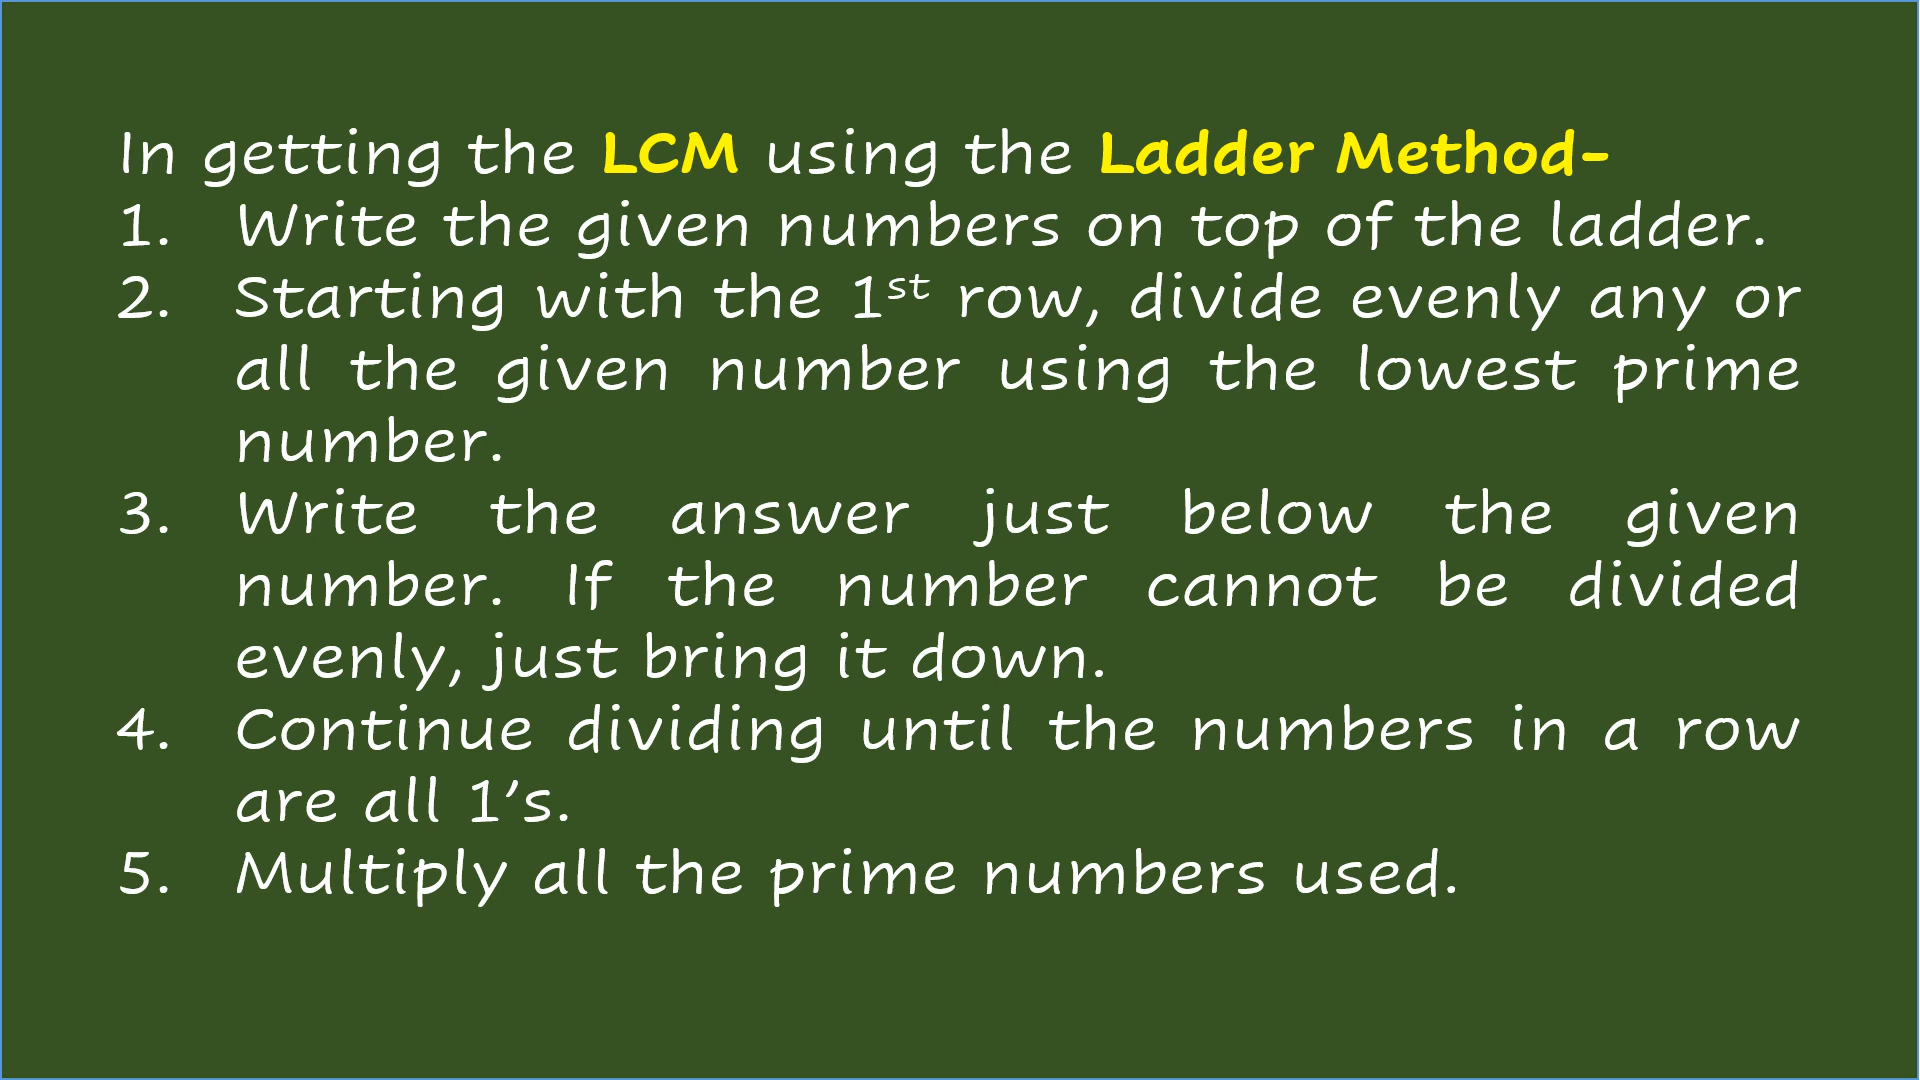 In getting the LCM using the Ladder Method-
1. Write the given numbers on top of the ladder.
2. Starting with the 1st row, divide evenly any or
all the given number using the lowest prime
number.
3. Write the answer just below the given
number. If the number cannot be divided
evenly, just bring it down.
4. Continue dividing until the numbers in a row
are all 1’s.
5. Multiply all the prime numbers used.